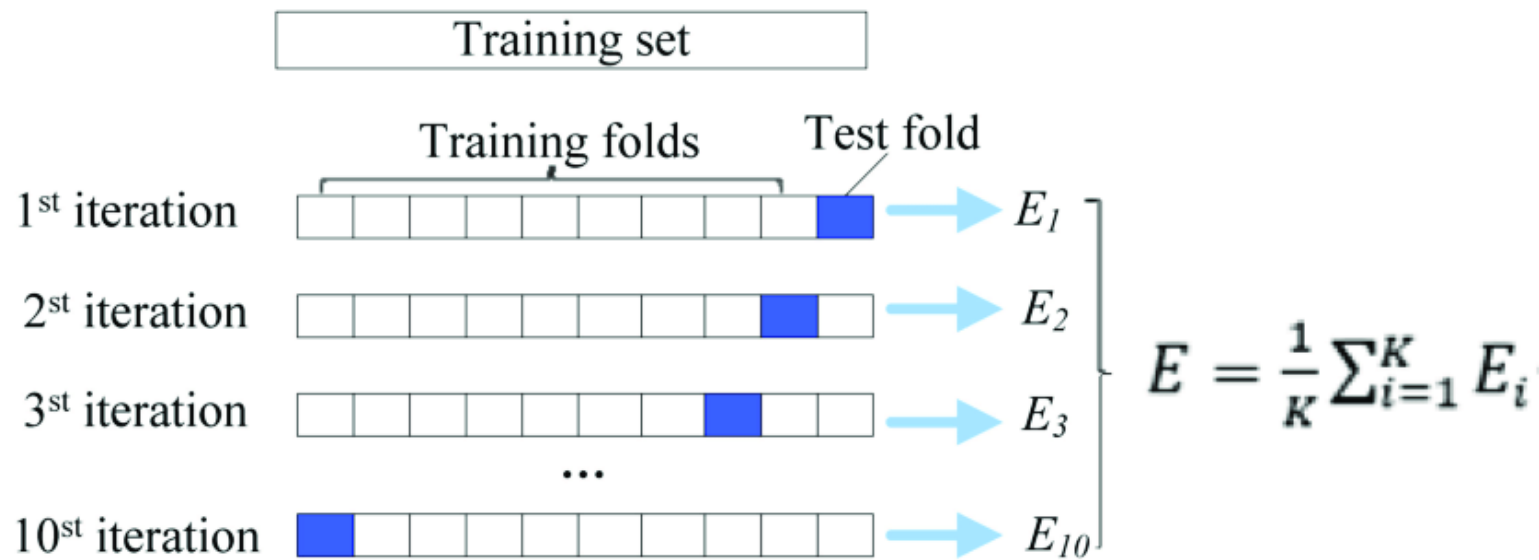 Training set
Training folds
Test fold
1st iteration
E1
2st iteration
E2
3st iteration
E3
...
10st iteration
E10
E = 1/K ∑_{i=1}^{K} E_i